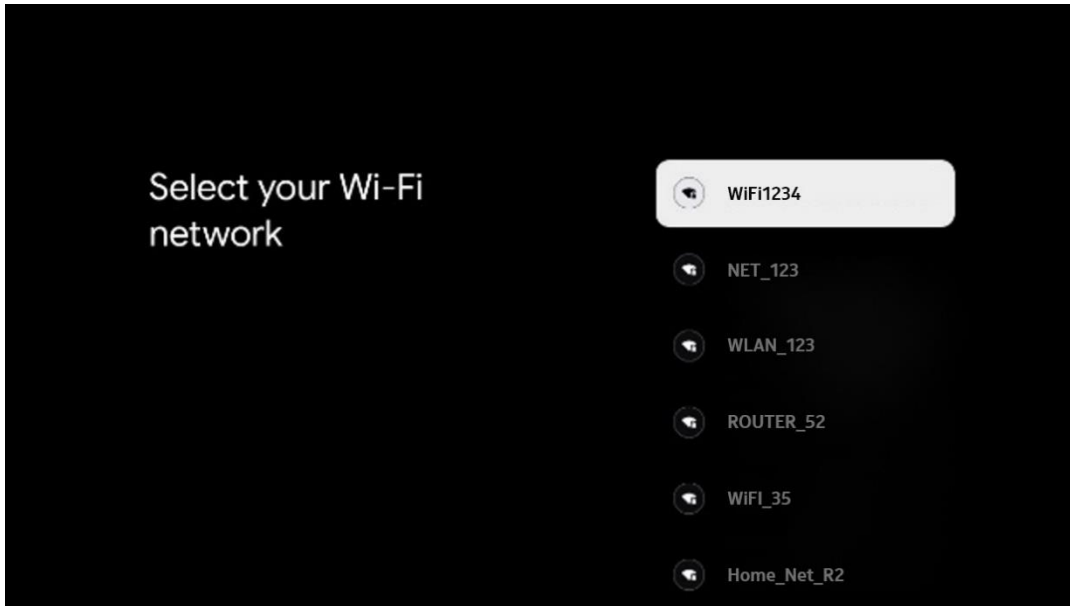 Select your Wi-Fi
network
WiFi1234
NET_123
WLAN_123
ROUTER_52
WiFI_35
Home_Net_R2